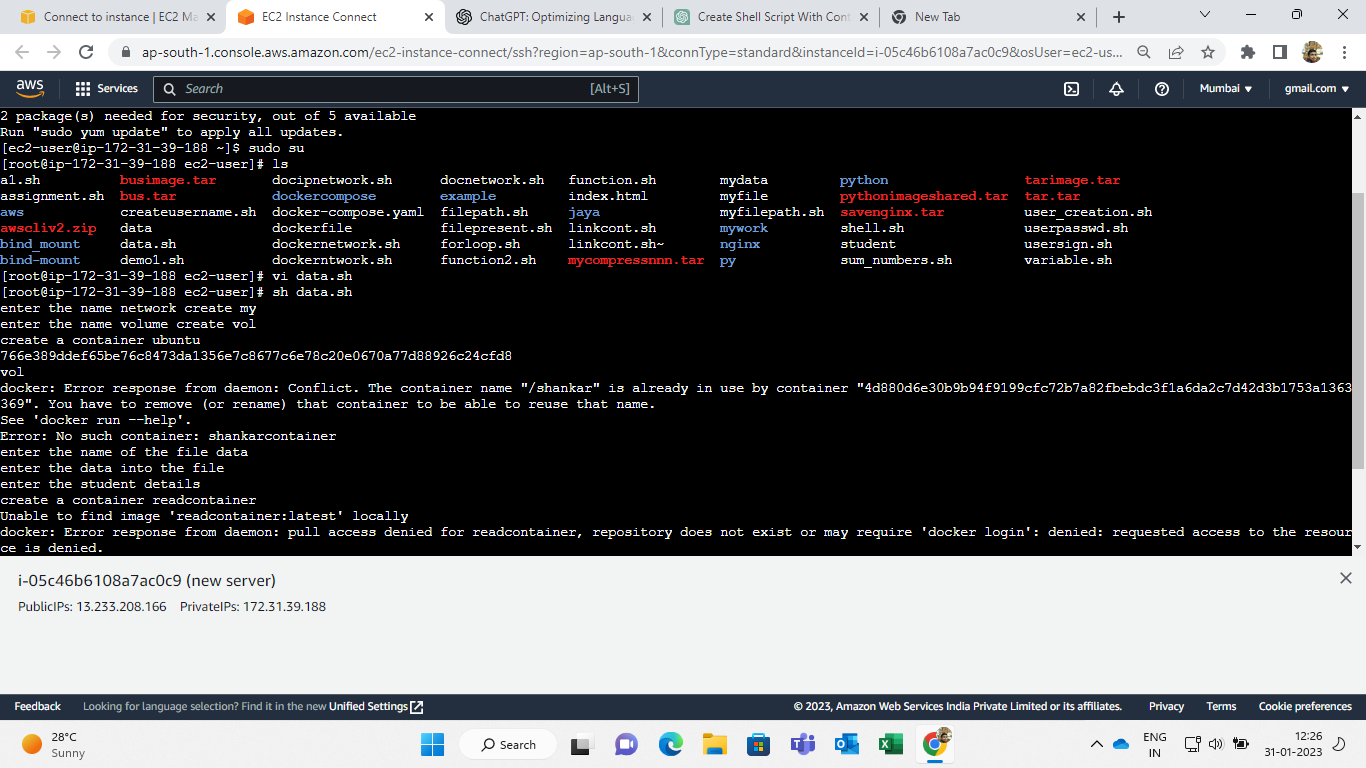 Connect to instance | EC2 Ma
EC2 Instance Connect
ChatGPT: Optimizing Langua
Create Shell Script With Cont
New Tab
ap-south-1.console.aws.amazon.com/ec2-instance-connect/ssh?region=ap-south-1&connType=standard&instanceId=i-05c46b6108a7ac0c9&osUser=ec2-us...
aws Services Search [Alt+S] Mumbai gmail.com
2 package(s) needed for security, out of 5 available
Run "sudo yum update" to apply all updates.
[ec2-user@ip-172-31-39-188 ~]$ sudo su
[root@ip-172-31-39-188 ec2-user]# ls
a1.sh busimage.tar docipnetwork.sh docnetwork.sh function.sh mydata python tarimage.tar
assignment.sh bus.tar dockercompose example index.html myfile pythonimageshared.tar tar.tar
aws createusername.sh docker-compose.yaml filepath.sh jaya myfilepath.sh savenginx.tar user_creation.sh
awscliv2.zip data dockerfile filepresent.sh linkcont.sh mywork shell.sh userpasswd.sh
bind_mount data.sh dockernetwork.sh forloop.sh linkcont.sh~ nginx student usersign.sh
bind-mount demo1.sh dockerntwork.sh function2.sh mycompressnnn.tar py sum_numbers.sh variable.sh
[root@ip-172-31-39-188 ec2-user]# vi data.sh
[root@ip-172-31-39-188 ec2-user]# sh data.sh
enter the name network create my
enter the name volume create vol
create a container ubuntu
766e389ddef65be76c8473da1356e7c8677c6e78c20e0670a77d88926c24cfd8
vol
docker: Error response from daemon: Conflict. The container name "/shankar" is already in use by container "4d880d6e30b9b94f9199cfc72b7a82fbebdc3f1a6da2c7d42d3b1753a1363
369". You have to remove (or rename) that container to be able to reuse that name.
See 'docker run --help'.
Error: No such container: shankarcontainer
enter the name of the file data
enter the data into the file
enter the student details
create a container readcontainer
Unable to find image 'readcontainer:latest' locally
docker: Error response from daemon: pull access denied for readcontainer, repository does not exist or may require 'docker login': denied: requested access to the resour
ce is denied.
i-05c46b6108a7ac0c9 (new server)
PublicIPs: 13.233.208.166 PrivateIPs: 172.31.39.188
Feedback Looking for language selection? Find it in the new Unified Settings © 2023, Amazon Web Services India Private Limited or its affiliates. Privacy Terms Cookie preferences
28°C
Sunny
Search
ENG
IN
12:26
31-01-2023